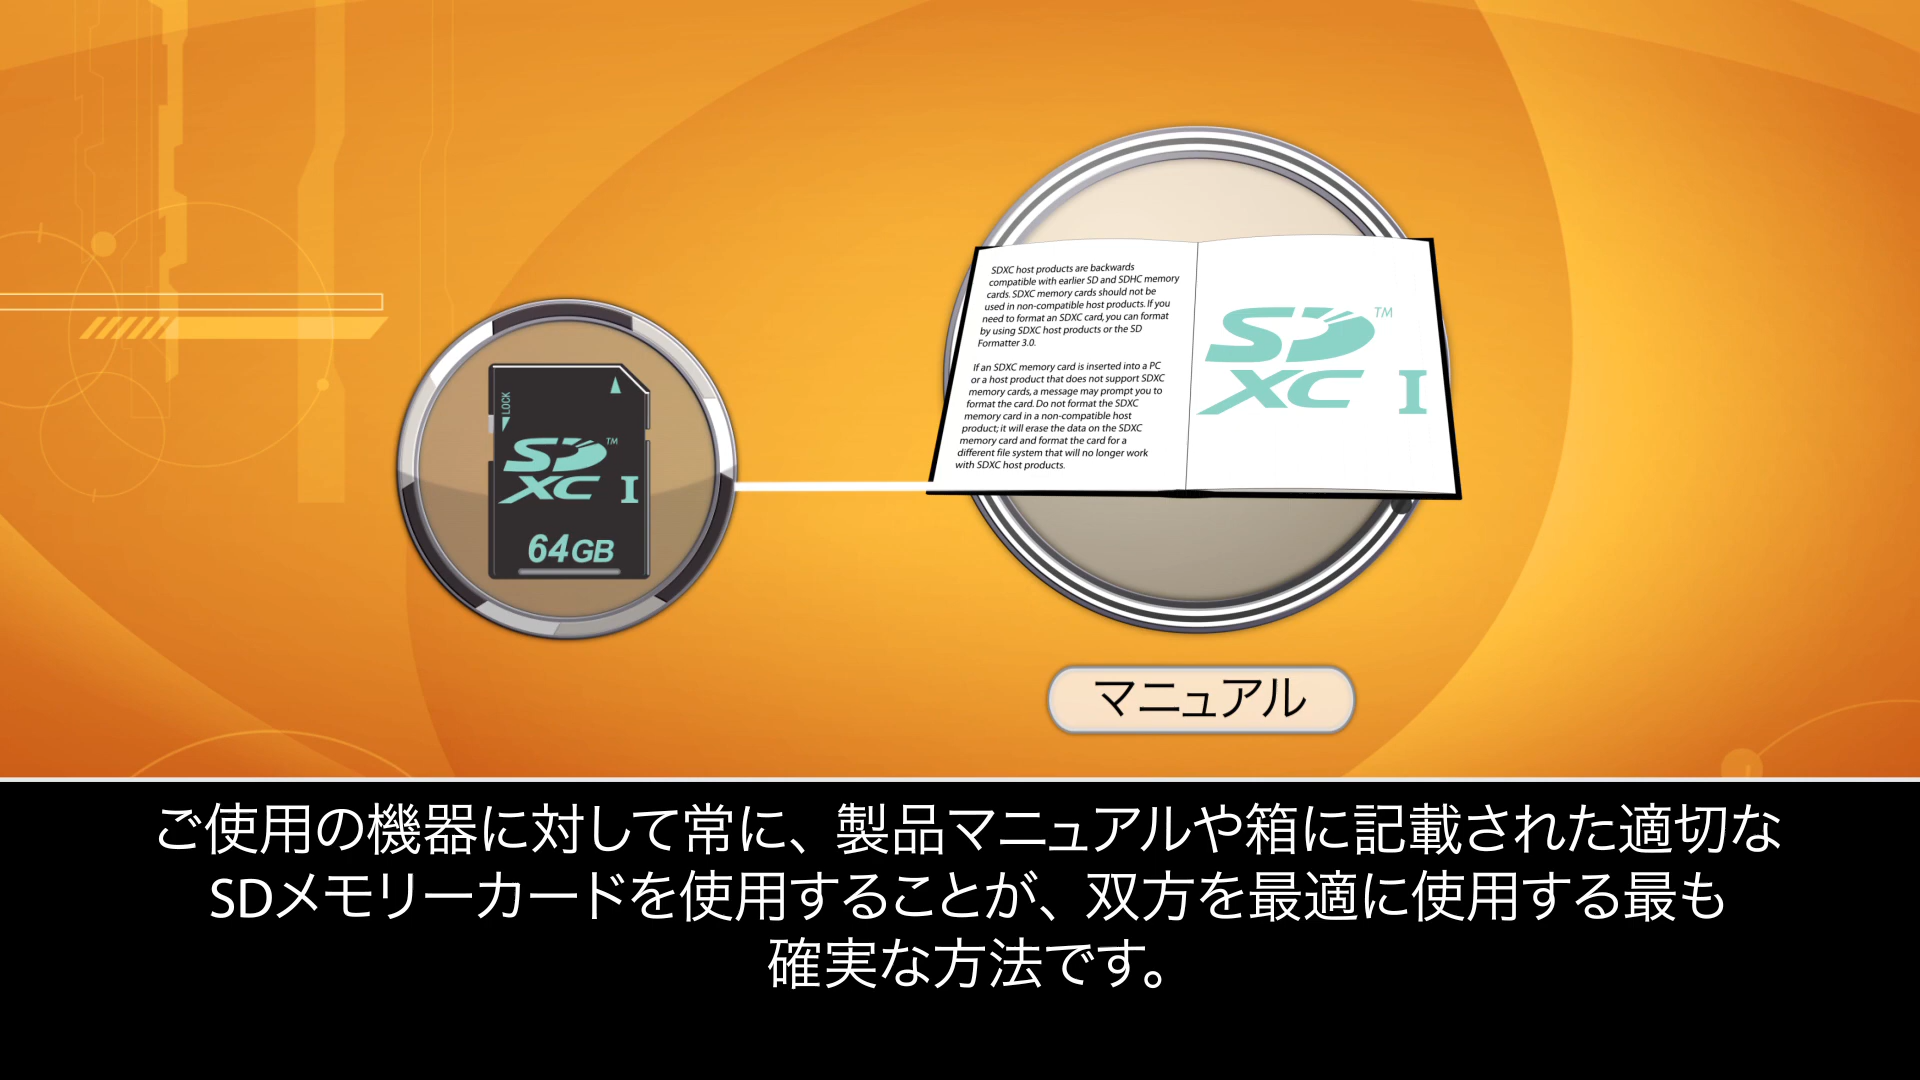 LOCK
SD
TM
XC I
64GB
SDXC host products are backwards
compatible with earlier SD and SDHC memory
cards. SDXC memory cards should not be
used in non-compatible host products. If you
need to format an SDXC card, you can format
by using SDXC host products or the SD
Formatter 3.0.
If an SDXC memory card is inserted into a PC
or a host product that does not support SDXC
memory cards, a message may prompt you to
format the card. Do not format the SDXC
memory card in a non-compatible host
product; it will erase the data on the SDXC
memory card and format the card for a
different file system that will no longer work
with SDXC host products.
SD
TM
XC I
マニュアル
ご使用の機器に対して常に、製品マニュアルや箱に記載された適切な
SDメモリーカードを使用することが、双方を最適に使用する最も
確実な方法です。